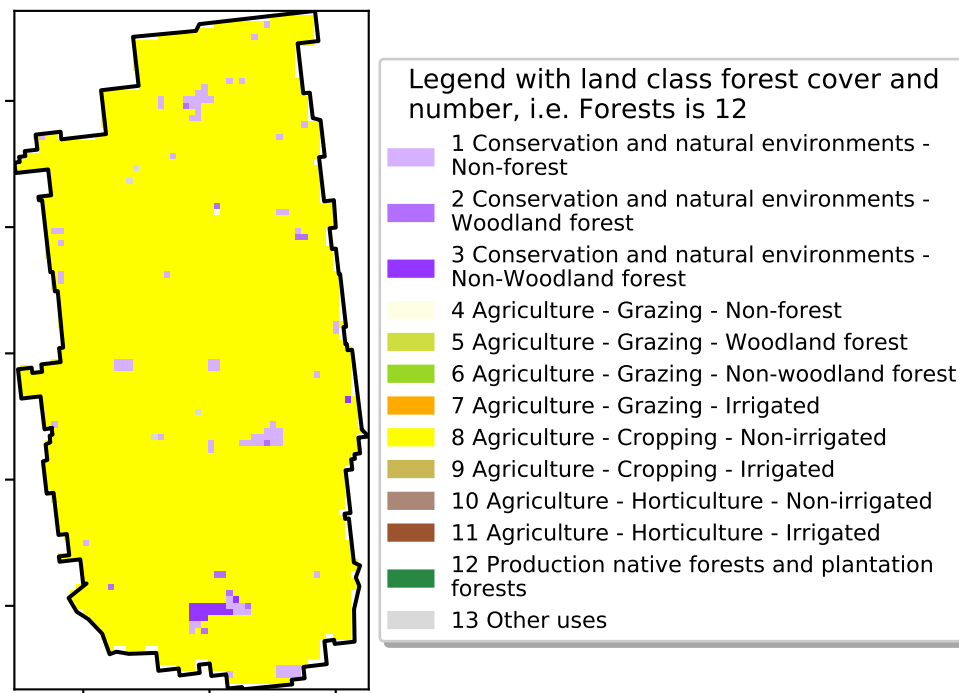 Legend with land class forest cover and
number, i.e. Forests is 12
1 Conservation and natural environments -
Non-forest
2 Conservation and natural environments -
Woodland forest
3 Conservation and natural environments -
Non-Woodland forest
4 Agriculture - Grazing - Non-forest
5 Agriculture - Grazing - Woodland forest
6 Agriculture - Grazing - Non-woodland forest
7 Agriculture - Grazing - Irrigated
8 Agriculture - Cropping - Non-irrigated
9 Agriculture - Cropping - Irrigated
10 Agriculture - Horticulture - Non-irrigated
11 Agriculture - Horticulture - Irrigated
12 Production native forests and plantation
forests
13 Other uses